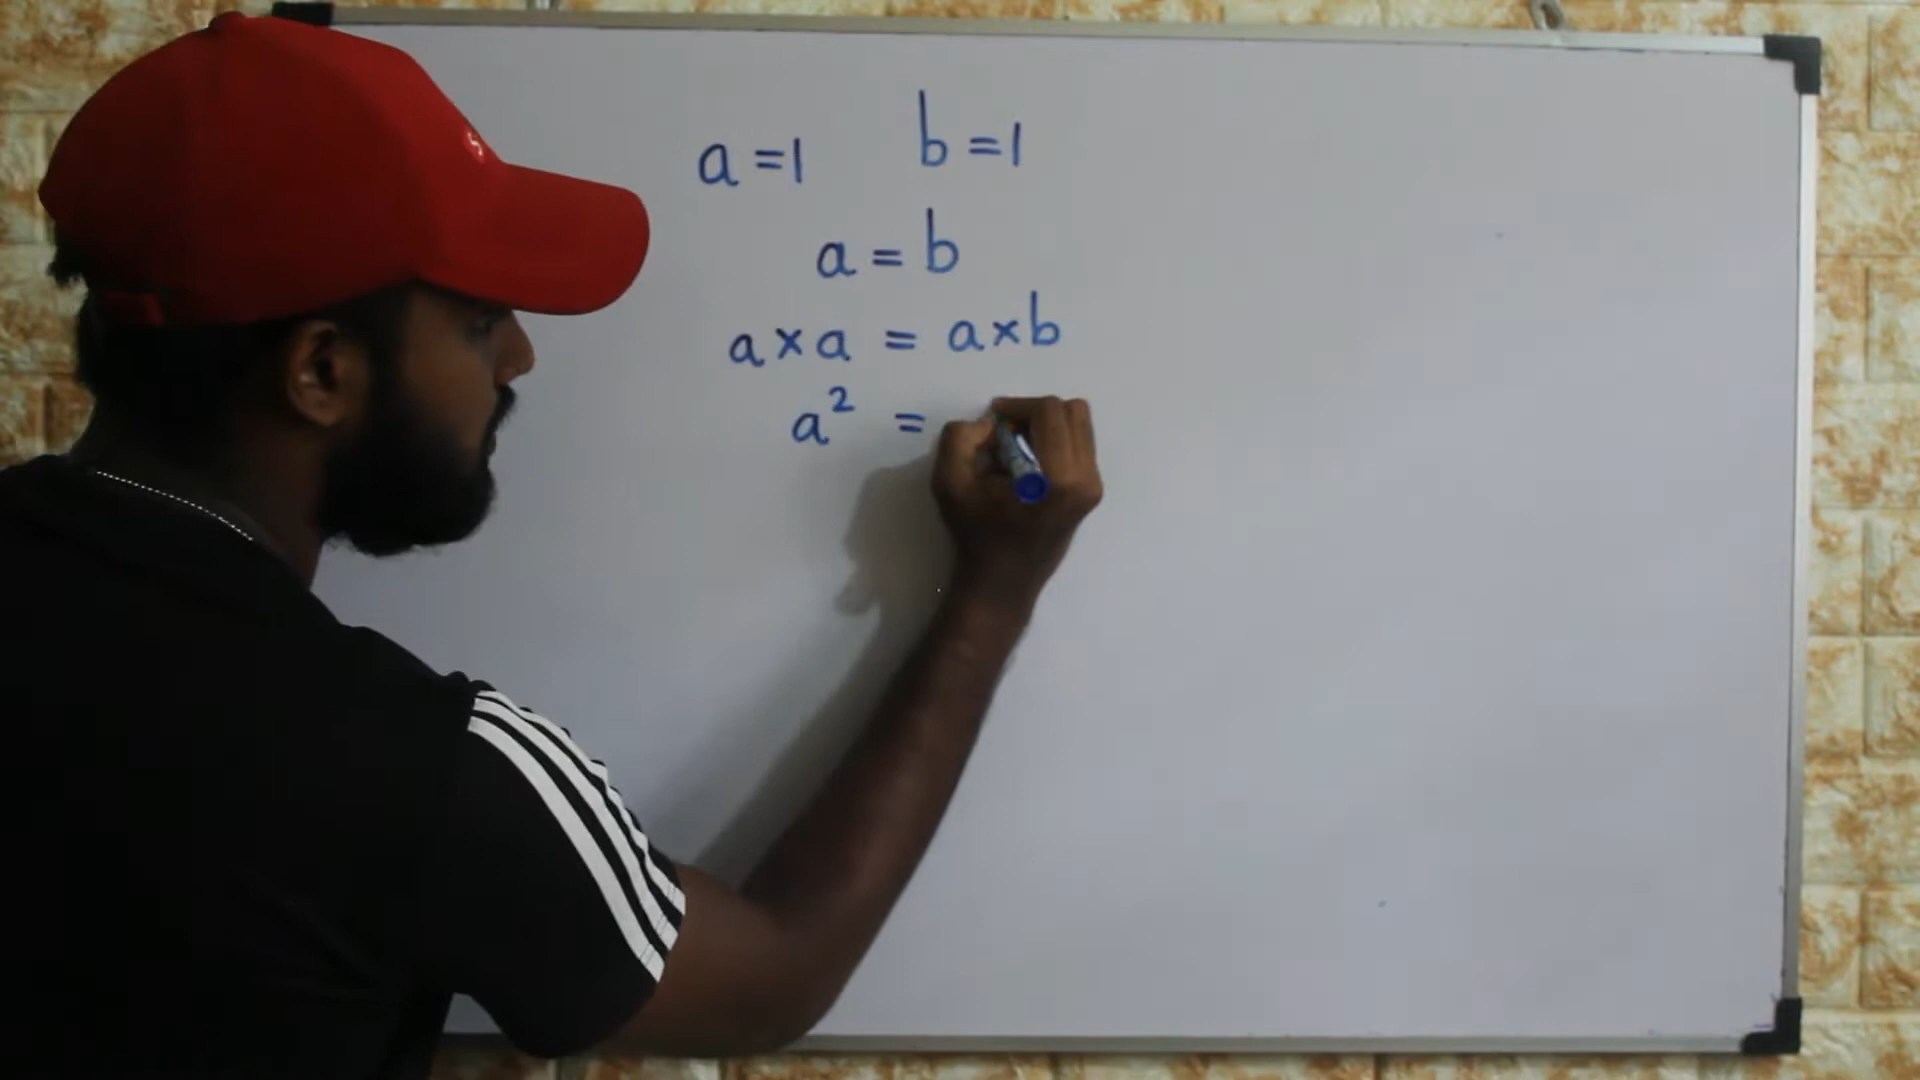 a = 1 b = 1
a = b
a × a = a × b
a² =